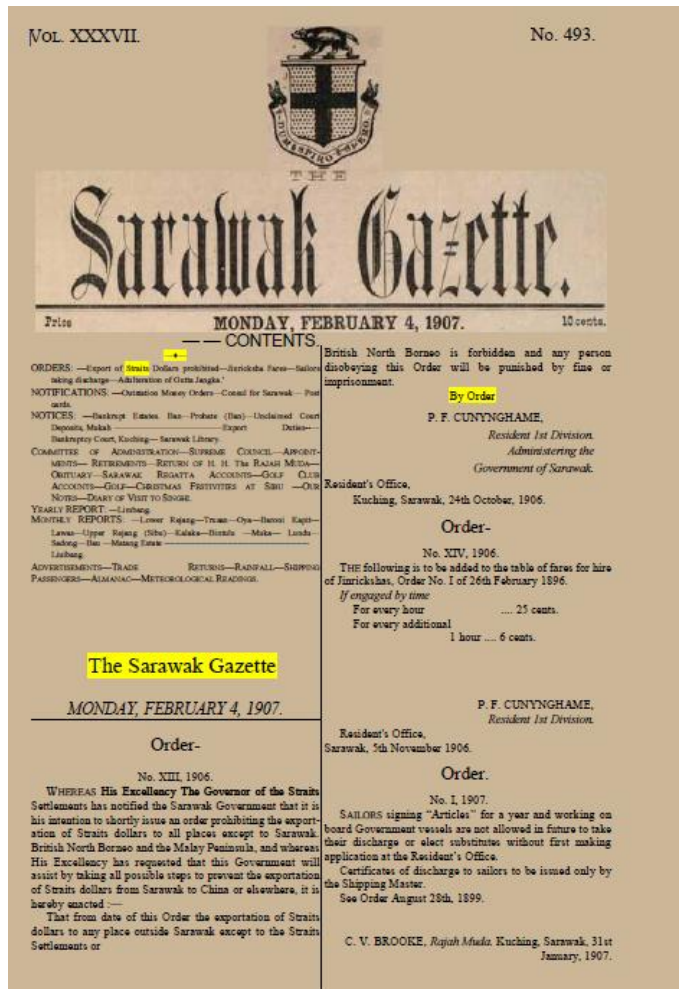 VOL. XXXVII.
No. 493.
DUM SPIRO SPERO.
THE
Sarawak Gazette.
Price
MONDAY, FEBRUARY 4, 1907.
10 cents.
— — CONTENTS.
ORDERS: —Export of Straits Dollars prohibited—Jinricksha Fares—Sailors
taking discharge—Adulteration of Gutta Jangka.'
NOTIFICATIONS: —Outstation Money Orders—Consul for Sarawak— Post
cards.
NOTICES: —Bankrupt Estates. Bau—Probate (Bau)—Unclaimed Court
Deposits, Mukah — Export Duties—
Bankruptcy Court, Kuching— Sarawak Library.
COMMITTEE OF ADMINISTRATION—SUPREME COUNCIL—APPOINT-
MENTS— RETIREMENTS—RETURN OF H. H. THE RAJAH MUDA—
OBITUARY—SARAWAK REGATTA ACCOUNTS—GOLF CLUB
ACCOUNTS—GOLF—CHRISTMAS FESTIVITIES AT SIBU —OUR
NOTES—DIARY OF VISIT TO SINGHI.
YEARLY REPORT: —Limbang.
MONTHLY REPORTS: —Lower Rejang—Trusan—Oya—Baram Kapit—
Lawas—Upper Rejang (Sibu)—Kalaka—Bintulu —Muka— Lundu—
Sadong—Bau —Matang Estate —
Limbang.
ADVERTISEMENTS—TRADE RETURNS—RAINFALL—SHIPPING
PASSENGERS—ALMANAC—METEOROLOGICAL READINGS.
The Sarawak Gazette
MONDAY, FEBRUARY 4, 1907.
Order-
No. XIII, 1906.
WHEREAS His Excellency The Governor of the Straits
Settlements has notified the Sarawak Government that it is
his intention to shortly issue an order prohibiting the export-
ation of Straits dollars to all places except to Sarawak.
British North Borneo and the Malay Peninsula, and whereas
His Excellency has requested that this Government will
assist by taking all possible steps to prevent the exportation
of Straits dollars from Sarawak to China or elsewhere, it is
hereby enacted :—
That from date of this Order the exportation of Straits
dollars to any place outside Sarawak except to the Straits
Settlements or
British North Borneo is forbidden and any person
disobeying this Order will be punished by fine or
imprisonment.
By Order
P. F. CUNYNGHAME,
Resident 1st Division.
Administering the
Government of Sarawak.
Resident's Office,
Kuching, Sarawak, 24th October, 1906.
Order-
No. XIV, 1906.
THE following is to be added to the table of fares for hire
of Jinrickshas, Order No. I of 26th February 1896.
If engaged by time
For every hour .... 25 cents.
For every additional
1 hour .... 6 cents.
P. F. CUNYNGHAME,
Resident 1st Division.
Resident's Office,
Sarawak, 5th November 1906.
Order.
No. I, 1907.
SAILORS signing “Articles” for a year and working on
board Government vessels are not allowed in future to take
their discharge or elect substitutes without first making
application at the Resident's Office.
Certificates of discharge to sailors to be issued only by
the Shipping Master.
See Order August 28th, 1899.
C. V. BROOKE, Rajah Muda. Kuching, Sarawak, 31st
January, 1907.